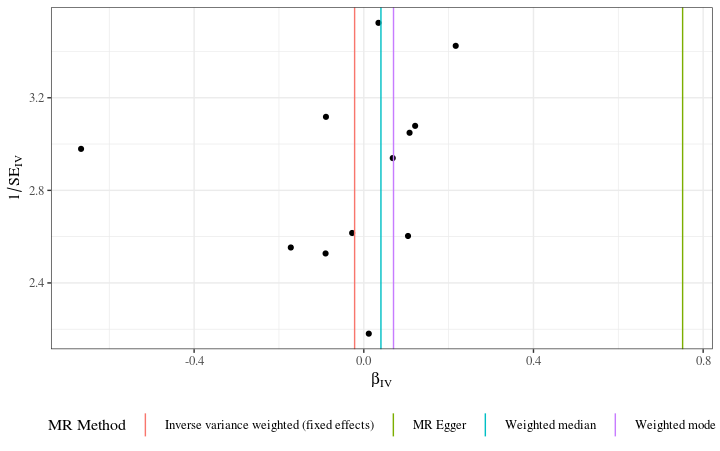 3.2
2.8
2.4
1/SE_IV
-0.4 0.0 0.4 0.8
β_IV
MR Method Inverse variance weighted (fixed effects) MR Egger Weighted median Weighted mode